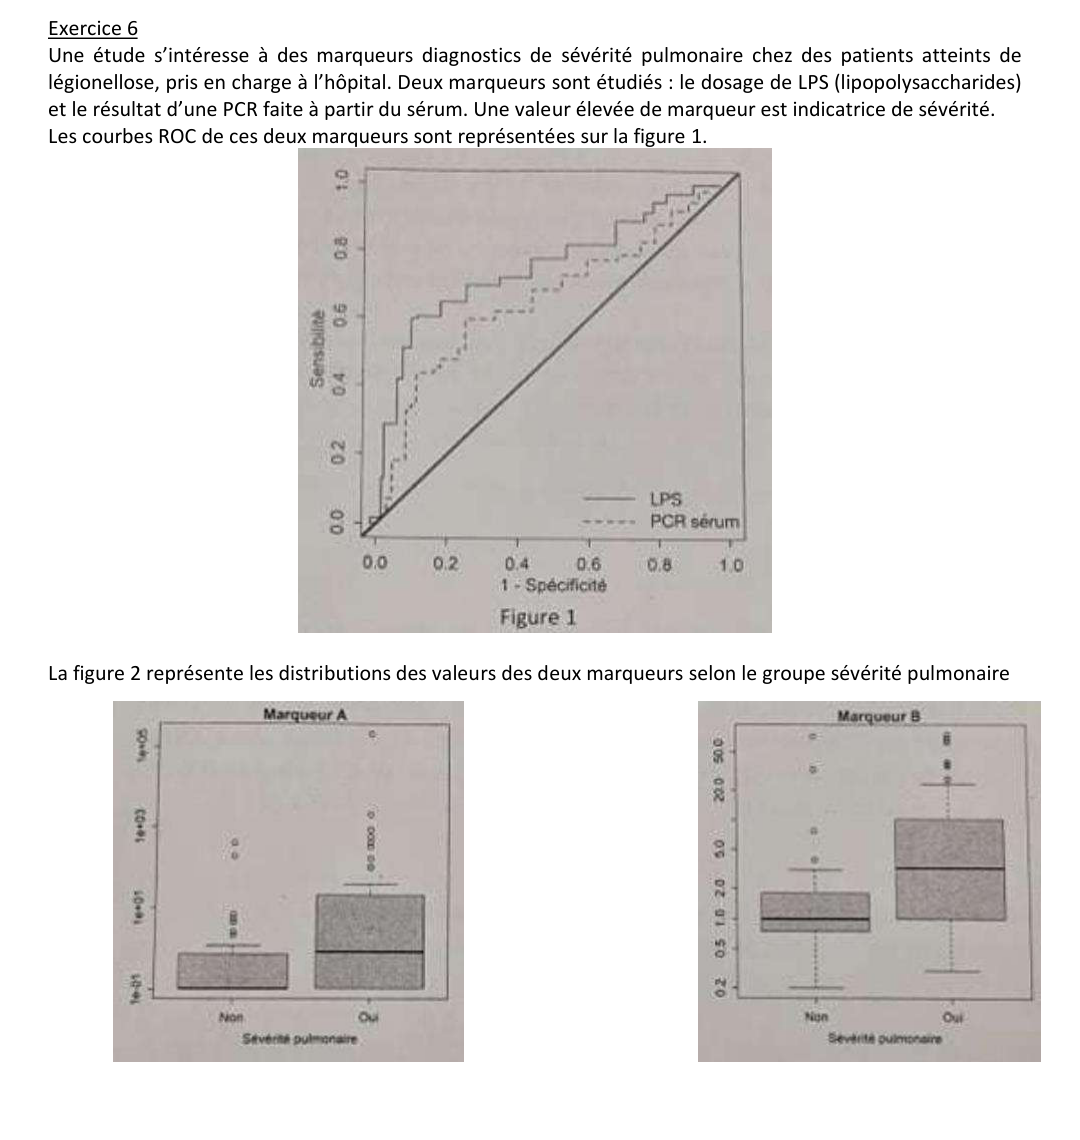 Exercice 6
Une étude s’intéresse à des marqueurs diagnostics de sévérité pulmonaire chez des patients atteints de
légionellose, pris en charge à l’hôpital. Deux marqueurs sont étudiés : le dosage de LPS (lipopolysaccharides)
et le résultat d’une PCR faite à partir du sérum. Une valeur élevée de marqueur est indicatrice de sévérité.
Les courbes ROC de ces deux marqueurs sont représentées sur la figure 1.
Sensibilité
1.0
0.8
0.6
0.4
0.2
0.0
LPS
PCR sérum
0.0 0.2 0.4 0.6 0.8 1.0
1 - Spécificité
Figure 1
La figure 2 représente les distributions des valeurs des deux marqueurs selon le groupe sévérité pulmonaire
Marqueur A
1e+05
1e+03
1e+01
1e-01
Non Oui
Sévérité pulmonaire
Marqueur B
50.0
20.0
5.0
2.0
1.0
0.5
0.2
Non Oui
Sévérité pulmonaire